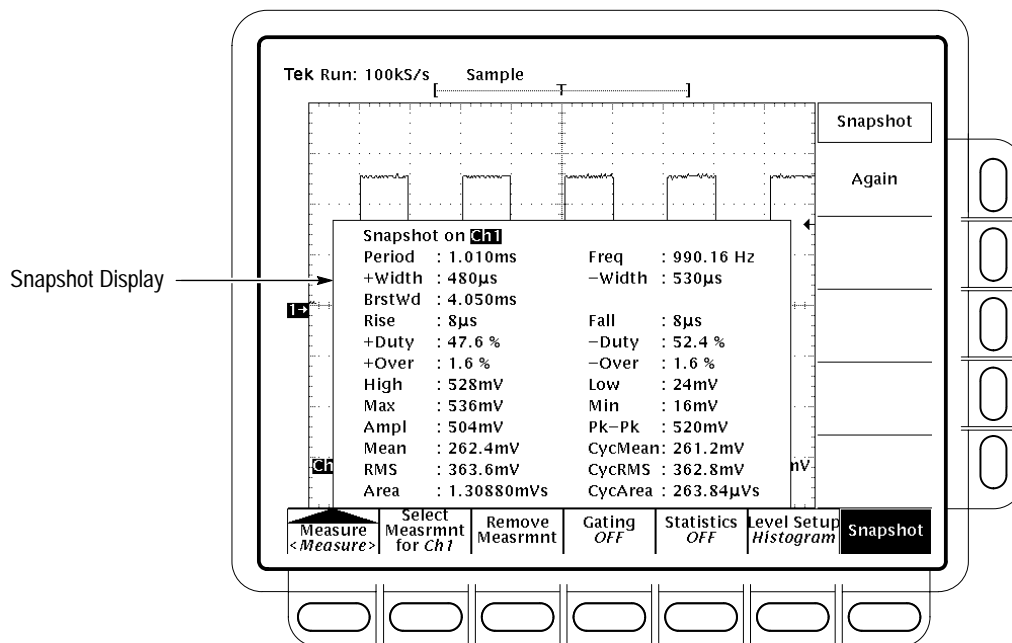 Tek Run: 100kS/s Sample
[ T ]
Snapshot
Again
Snapshot Display
Snapshot on Ch1
Period : 1.010ms Freq : 990.16 Hz
+Width : 480µs −Width : 530µs
BrstWd : 4.050ms
1→
Rise : 8µs Fall : 8µs
+Duty : 47.6 % −Duty : 52.4 %
+Over : 1.6 % −Over : 1.6 %
High : 528mV Low : 24mV
Max : 536mV Min : 16mV
Ampl : 504mV Pk−Pk : 520mV
Mean : 262.4mV CycMean: 261.2mV
Ch RMS : 363.6mV CycRMS : 362.8mV mV
Area : 1.30880mVs CycArea : 263.84µVs
Measure
<Measure>
Select
Measrmnt
for Ch1
Remove
Measrmnt
Gating
OFF
Statistics
OFF
Level Setup
Histogram
Snapshot